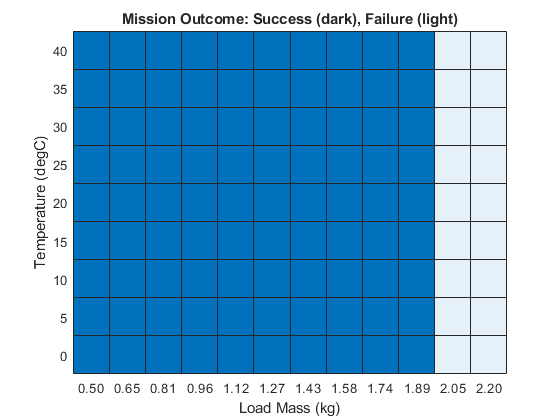 Mission Outcome: Success (dark), Failure (light)
40
35
30
25
20
15
10
5
0
Temperature (degC)
0.50 0.65 0.81 0.96 1.12 1.27 1.43 1.58 1.74 1.89 2.05 2.20
Load Mass (kg)